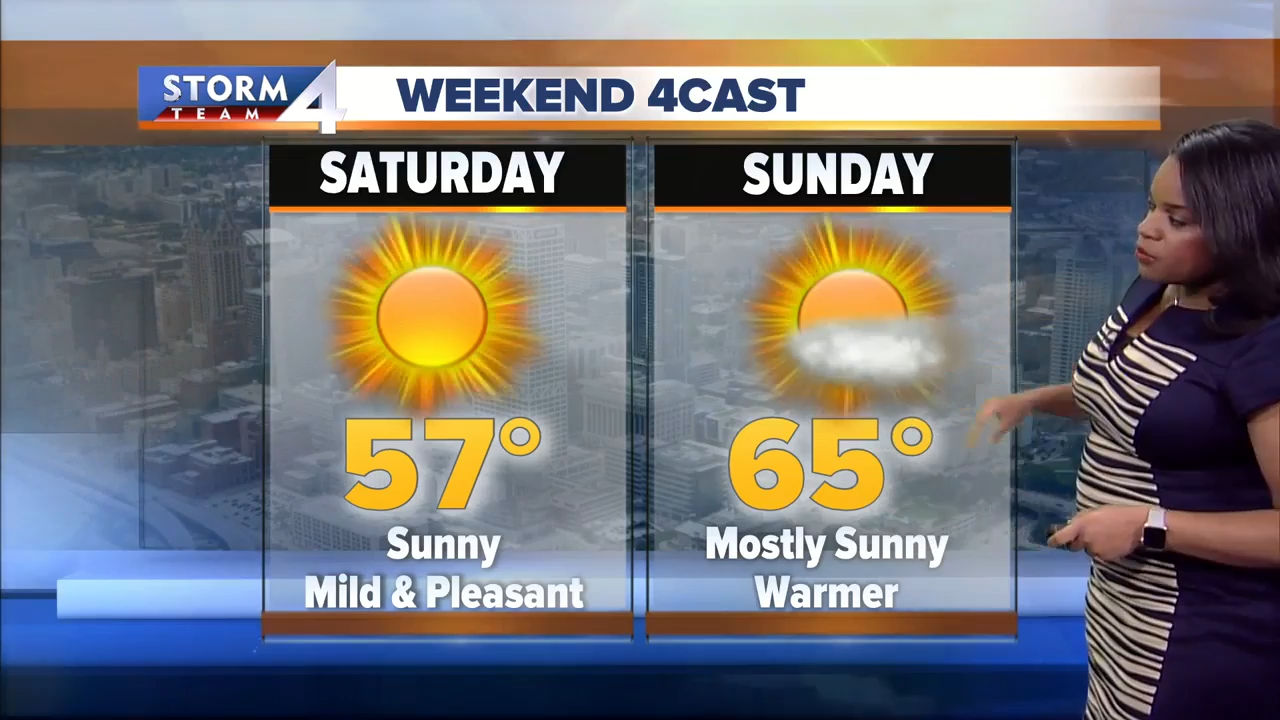 STORM
TEAM 4
WEEKEND 4CAST
SATURDAY
SUNDAY
57°
65°
Sunny
Mild & Pleasant
Mostly Sunny
Warmer